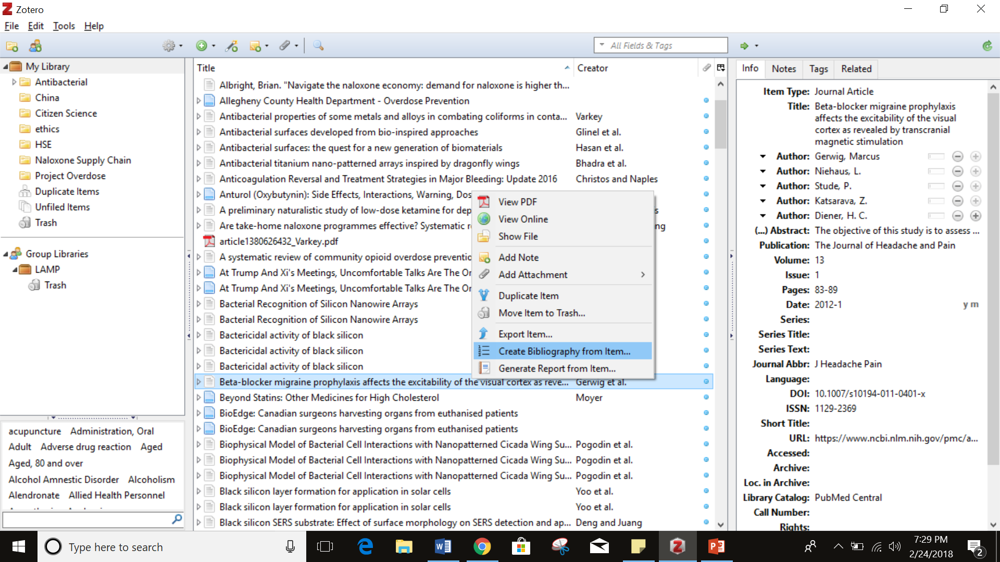 Zotero
File Edit Tools Help
All Fields & Tags
My Library
Antibacterial
China
Citizen Science
ethics
HSE
Naloxone Supply Chain
Project Overdose
Duplicate Items
Unfiled Items
Trash
Group Libraries
LAMP
Trash
acupuncture Administration, Oral
Adult Adverse drug reaction Aged
Aged, 80 and over
Alcohol Amnestic Disorder Alcoholism
Alendronate Allied Health Personnel
Title Creator
Albright, Brian. "Navigate the naloxone economy: demand for naloxone is higher th...
Allegheny County Health Department - Overdose Prevention
Antibacterial properties of some metals and alloys in combating coliforms in conta... Varkey
Antibacterial surfaces developed from bio-inspired approaches Glinel et al.
Antibacterial surfaces: the quest for a new generation of biomaterials Hasan et al.
Antibacterial titanium nano-patterned arrays inspired by dragonfly wings Bhadra et al.
Anticoagulation Reversal and Treatment Strategies in Major Bleeding: Update 2016 Christos and Naples
Anturol (Oxybutynin): Side Effects, Interactions, Warning, Dos
A preliminary naturalistic study of low-dose ketamine for dep s
Are take-home naloxone programmes effective? Systematic r ng
article1380626432_Varkey.pdf
A systematic review of community opioid overdose preventio
At Trump And Xi's Meetings, Uncomfortable Talks Are The Or
At Trump And Xi's Meetings, Uncomfortable Talks Are The Or
Bacterial Recognition of Silicon Nanowire Arrays
Bacterial Recognition of Silicon Nanowire Arrays
Bactericidal activity of black silicon
Bactericidal activity of black silicon
Bactericidal activity of black silicon
Beta-blocker migraine prophylaxis affects the excitability of the visual cortex as reve... Gerwig et al.
Beyond Statins: Other Medicines for High Cholesterol Moyer
BioEdge: Canadian surgeons harvesting organs from euthanised patients
BioEdge: Canadian surgeons harvesting organs from euthanised patients
Biophysical Model of Bacterial Cell Interactions with Nanopatterned Cicada Wing Su... Pogodin et al.
Biophysical Model of Bacterial Cell Interactions with Nanopatterned Cicada Wing Su... Pogodin et al.
Biophysical Model of Bacterial Cell Interactions with Nanopatterned Cicada Wing Su... Pogodin et al.
Black silicon layer formation for application in solar cells Yoo et al.
Black silicon layer formation for application in solar cells Yoo et al.
Black silicon SERS substrate: Effect of surface morphology on SERS detection and ap... Deng and Juang
View PDF
View Online
Show File
Add Note
Add Attachment
Duplicate Item
Move Item to Trash...
Export Item...
Create Bibliography from Item...
Generate Report from Item...
Info Notes Tags Related
Item Type: Journal Article
Title: Beta-blocker migraine prophylaxis
affects the excitability of the visual
cortex as revealed by transcranial
magnetic stimulation
Author: Gerwig, Marcus
Author: Niehaus, L.
Author: Stude, P.
Author: Katsarava, Z.
Author: Diener, H. C.
(...) Abstract: The objective of this study is to assess ...
Publication: The Journal of Headache and Pain
Volume: 13
Issue: 1
Pages: 83-89
Date: 2012-1 y m
Series:
Series Title:
Series Text:
Journal Abbr: J Headache Pain
Language:
DOI: 10.1007/s10194-011-0401-x
ISSN: 1129-2369
Short Title:
URL: https://www.ncbi.nlm.nih.gov/pmc/a...
Accessed:
Archive:
Loc. in Archive:
Library Catalog: PubMed Central
Call Number:
Rights:
Type here to search
7:29 PM
2/24/2018
2